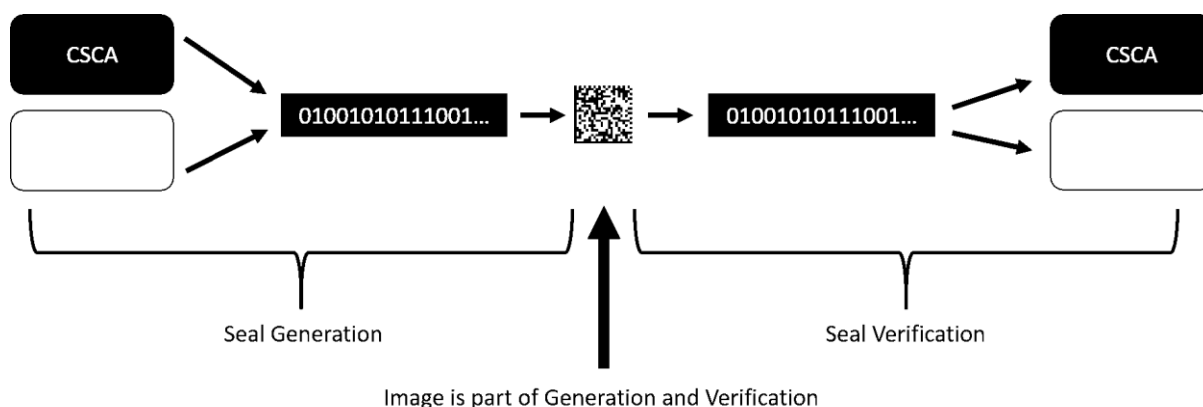 CSCA
CSCA
01001010111001...
01001010111001...
Seal Generation
Seal Verification
Image is part of Generation and Verification